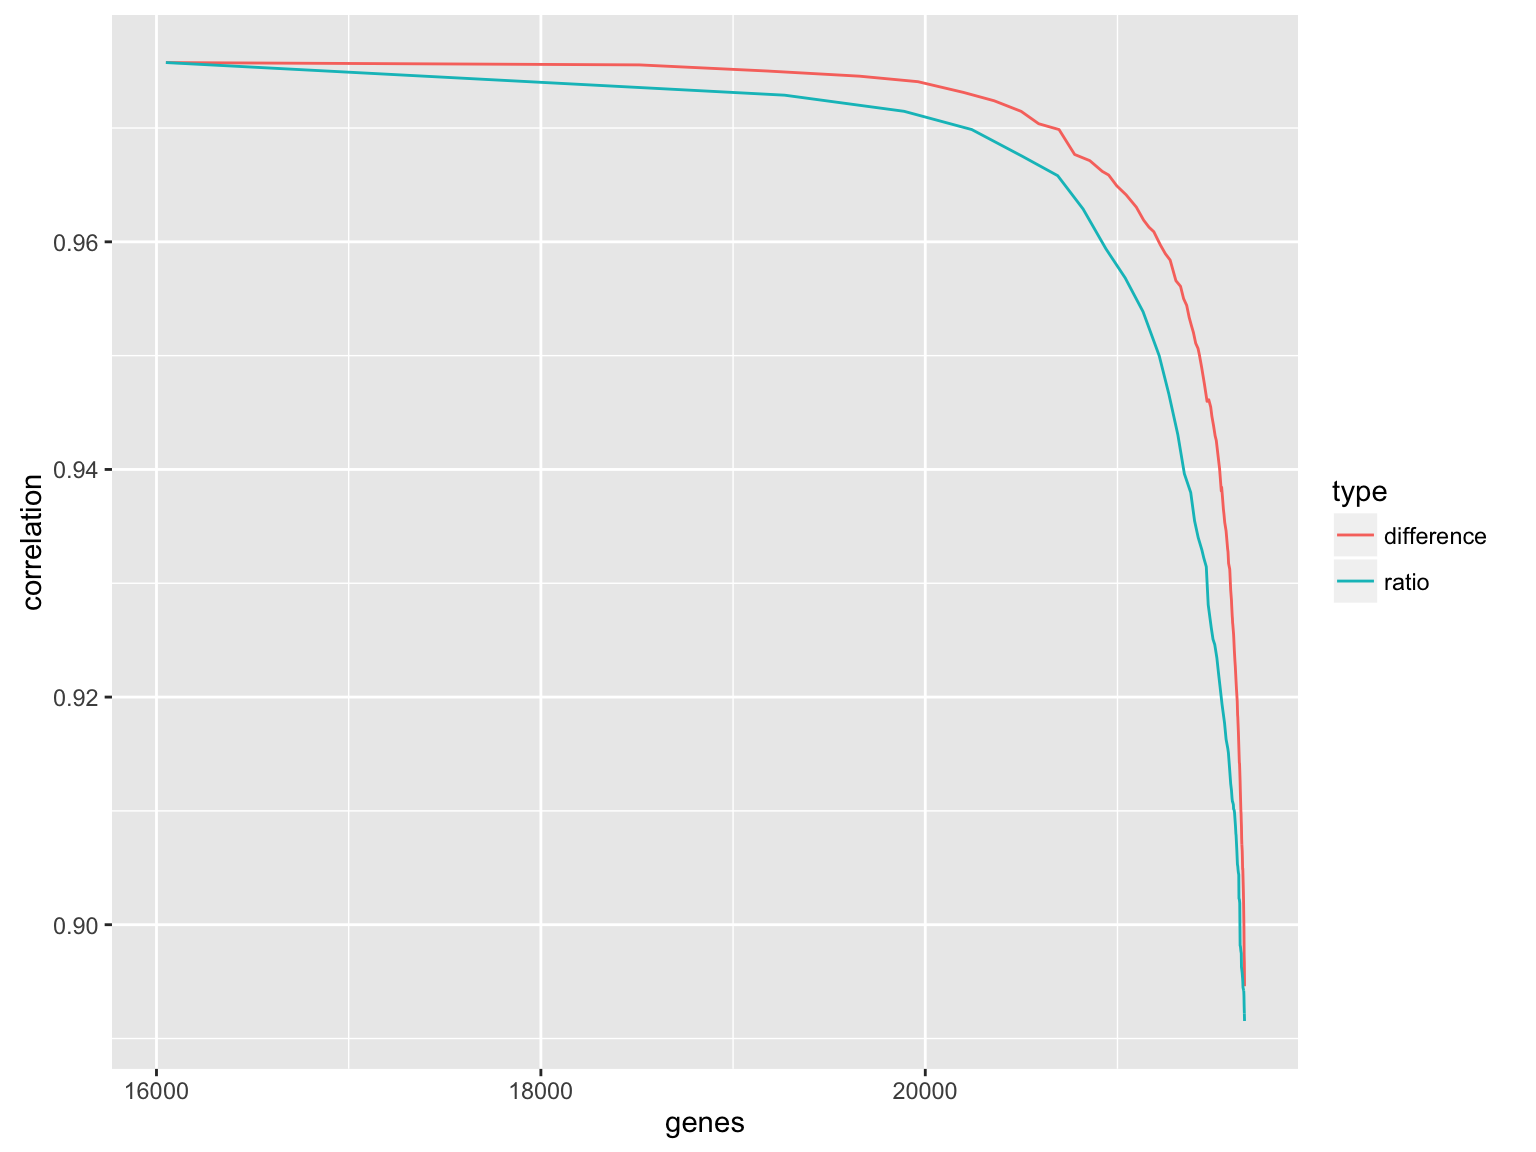 0.96
0.94
0.92
0.90
correlation
16000 18000 20000
genes
type
difference
ratio